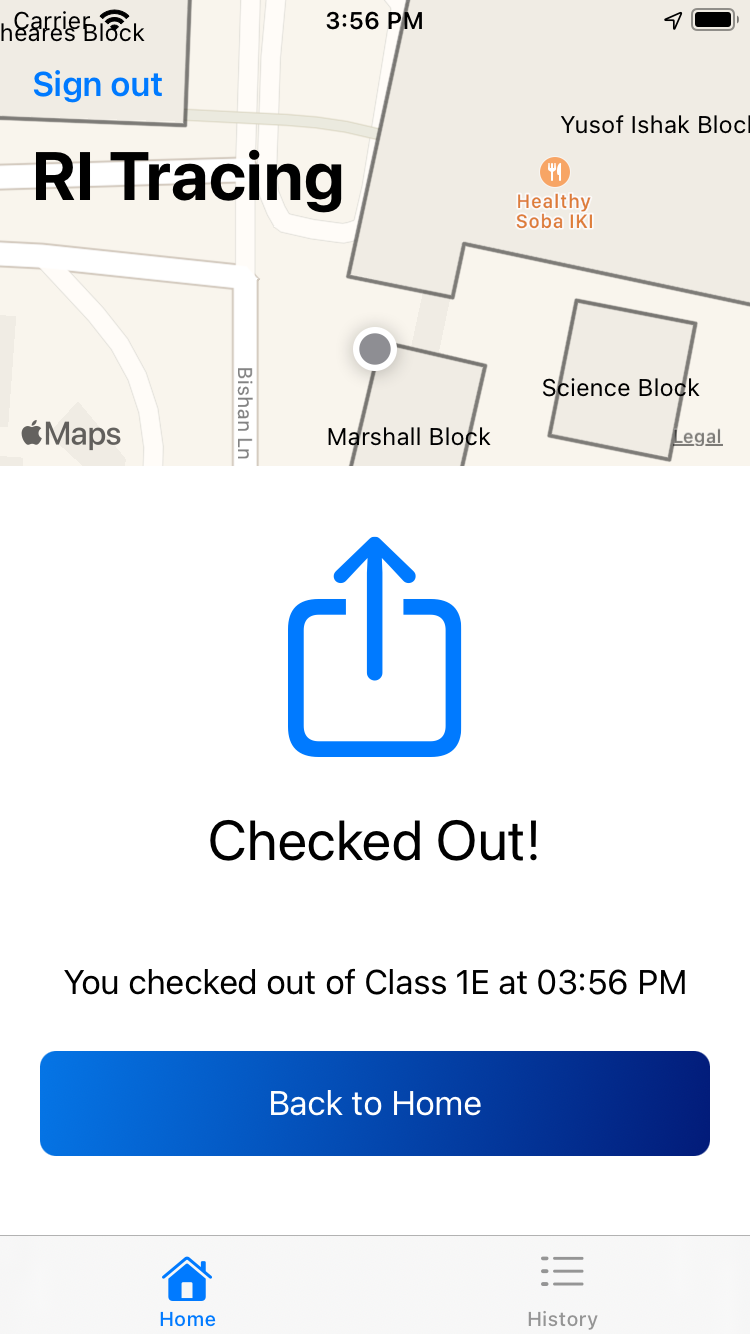 Carrier 3:56 PM
heares Block
Sign out
Yusof Ishak Block
RI Tracing
Healthy
Soba IKI
Bishan Ln
Science Block
Maps
Marshall Block
Legal
Checked Out!
You checked out of Class 1E at 03:56 PM
Back to Home
Home
History